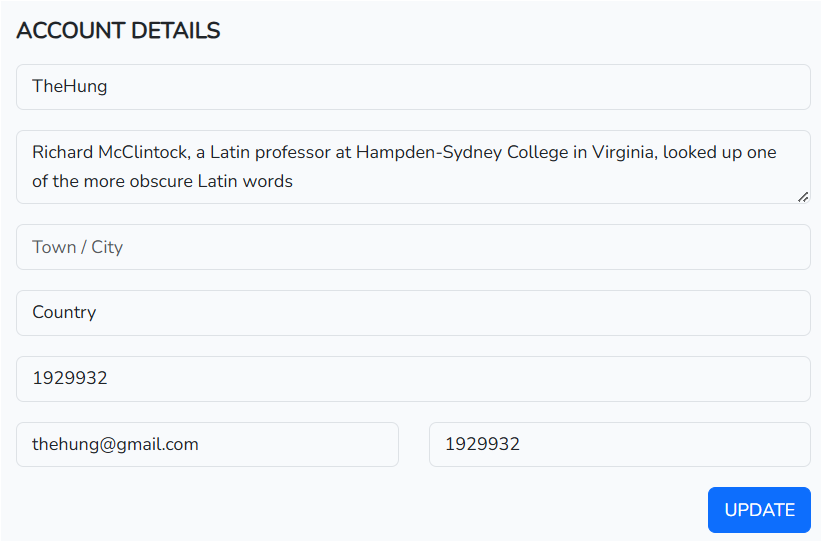 ACCOUNT DETAILS
TheHung
Richard McClintock, a Latin professor at Hampden-Sydney College in Virginia, looked up one
of the more obscure Latin words
Town / City
Country
1929932
thehung@gmail.com
1929932
UPDATE